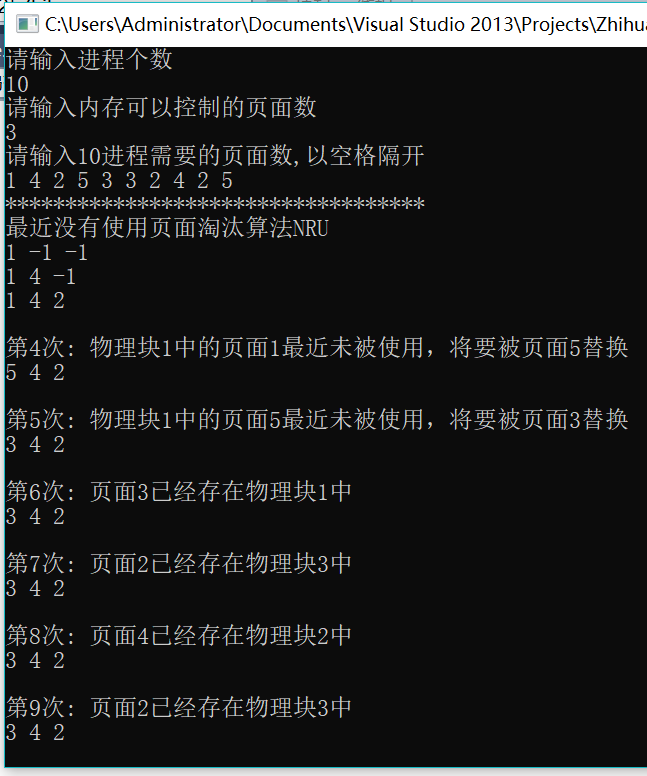 C:\Users\Administrator\Documents\Visual Studio 2013\Projects\Zhihu
请输入进程个数
10
请输入内存可以控制的页面数
3
请输入10进程需要的页面数,以空格隔开
1 4 2 5 3 3 2 4 2 5
***********************************
最近没有使用页面淘汰算法NRU
1 -1 -1
1 4 -1
1 4 2
第4次: 物理块1中的页面1最近未被使用，将要被页面5替换
5 4 2
第5次: 物理块1中的页面5最近未被使用，将要被页面3替换
3 4 2
第6次: 页面3已经存在物理块1中
3 4 2
第7次: 页面2已经存在物理块3中
3 4 2
第8次: 页面4已经存在物理块2中
3 4 2
第9次: 页面2已经存在物理块3中
3 4 2